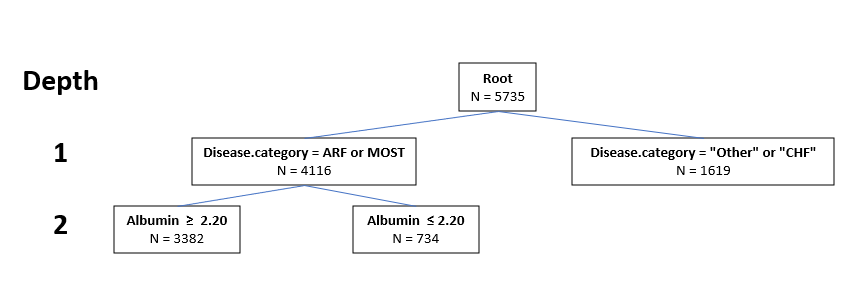 Depth
Root
N = 5735
1
Disease.category = ARF or MOST
N = 4116
Disease.category = "Other" or "CHF"
N = 1619
2
Albumin ≥ 2.20
N = 3382
Albumin ≤ 2.20
N = 734